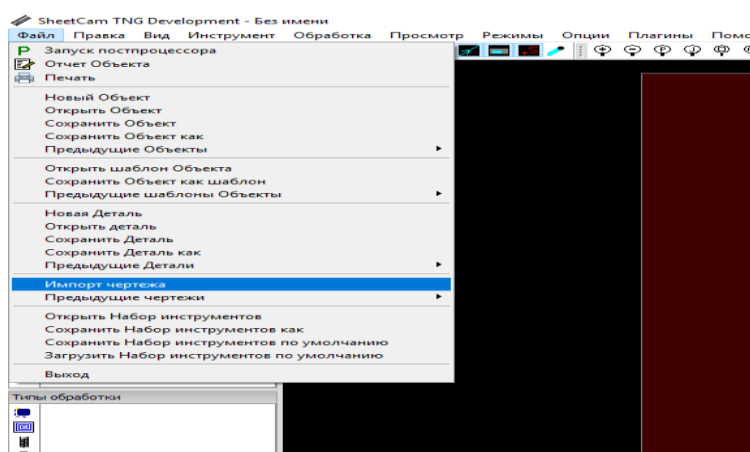 SheetCam TNG Development - Без имени
Файл Правка Вид Инструмент Обработка Просмотр Режимы Опции Плагины
P Запуск постпроцессора
Отчет Объекта
Печать
Новый Объект
Открыть Объект
Сохранить Объект
Сохранить Объект как
Предыдущие Объекты
Открыть шаблон Объекта
Сохранить Объект как шаблон
Предыдущие шаблоны Объекты
Новая Деталь
Открыть деталь
Сохранить Деталь
Сохранить Деталь как
Предыдущие Детали
Импорт чертежа
Предыдущие чертежи
Открыть Набор инструментов
Сохранить Набор инструментов как
Сохранить Набор инструментов по умолчанию
Загрузить Набор инструментов по умолчанию
Выход
Типы обработки